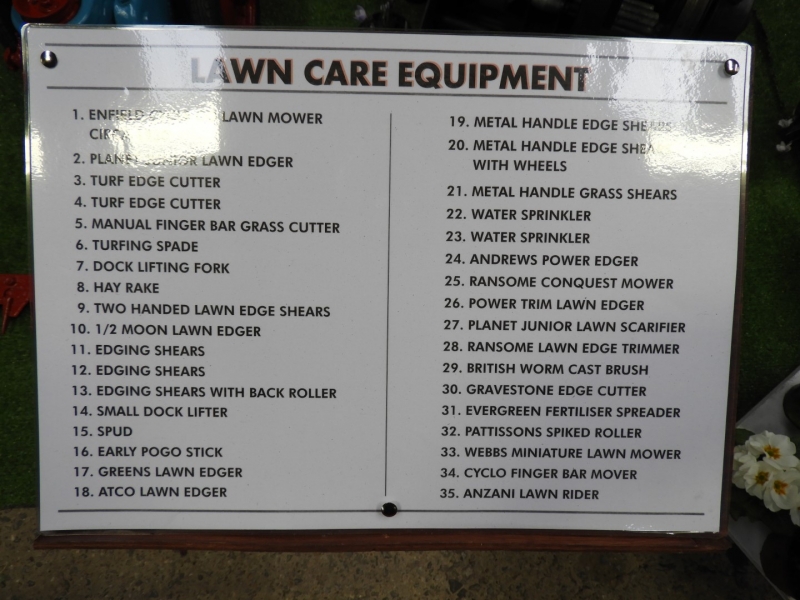 LAWN CARE EQUIPMENT
1. ENFIELD LAWN MOWER
2. PLANET JUNIOR LAWN EDGER
3. TURF EDGE CUTTER
4. TURF EDGE CUTTER
5. MANUAL FINGER BAR GRASS CUTTER
6. TURFING SPADE
7. DOCK LIFTING FORK
8. HAY RAKE
9. TWO HANDED LAWN EDGE SHEARS
10. 1/2 MOON LAWN EDGER
11. EDGING SHEARS
12. EDGING SHEARS
13. EDGING SHEARS WITH BACK ROLLER
14. SMALL DOCK LIFTER
15. SPUD
16. EARLY POGO STICK
17. GREENS LAWN EDGER
18. ATCO LAWN EDGER
19. METAL HANDLE EDGE SHEARS
20. METAL HANDLE EDGE
WITH WHEELS
21. METAL HANDLE GRASS SHEARS
22. WATER SPRINKLER
23. WATER SPRINKLER
24. ANDREWS POWER EDGER
25. RANSOME CONQUEST MOWER
26. POWER TRIM LAWN EDGER
27. PLANET JUNIOR LAWN SCARIFIER
28. RANSOME LAWN EDGE TRIMMER
29. BRITISH WORM CAST BRUSH
30. GRAVESTONE EDGE CUTTER
31. EVERGREEN FERTILISER SPREADER
32. PATTISSONS SPIKED ROLLER
33. WEBBS MINIATURE LAWN MOWER
34. CYCLO FINGER BAR MOVER
35. ANZANI LAWN RIDER